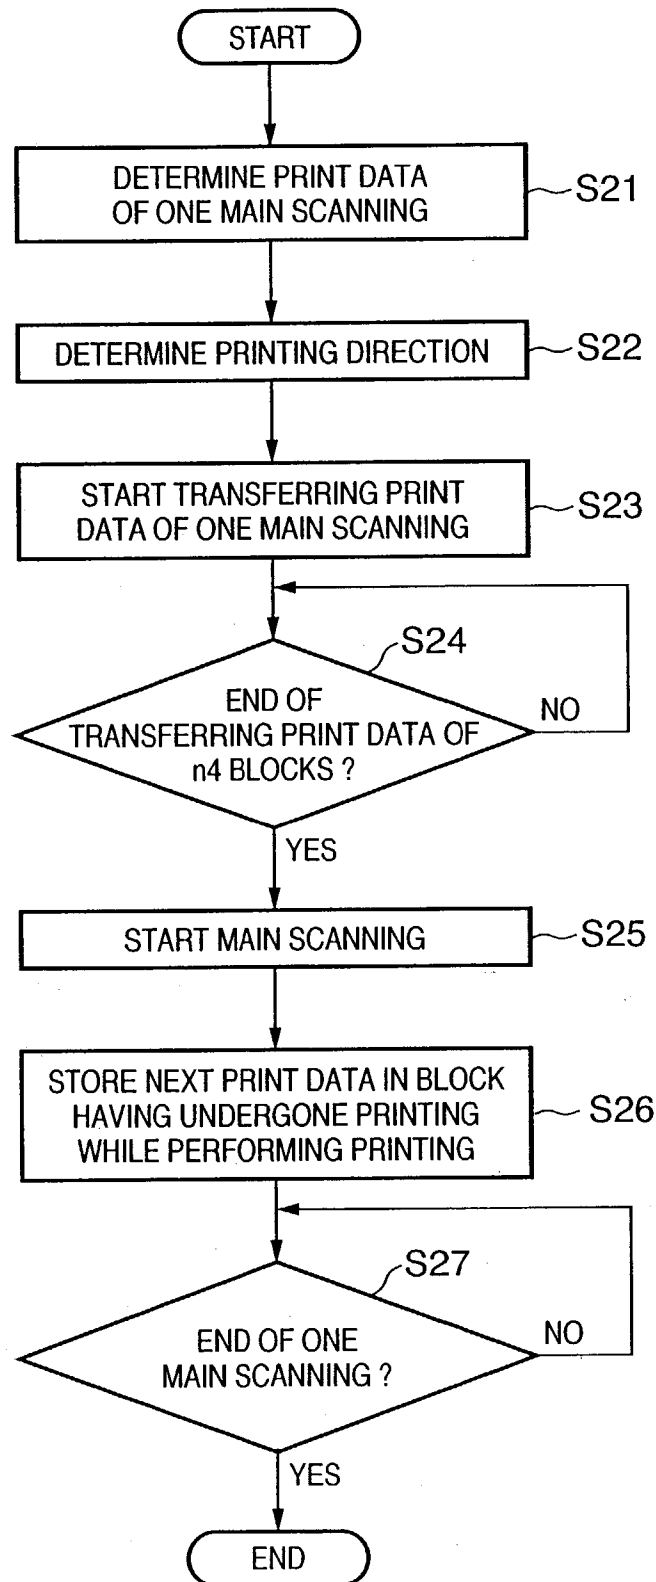 START
DETERMINE PRINT DATA
OF ONE MAIN SCANNING
S21
DETERMINE PRINTING DIRECTION
S22
START TRANSFERRING PRINT
DATA OF ONE MAIN SCANNING
S23
S24
END OF
TRANSFERRING PRINT DATA OF
n4 BLOCKS ?
NO
YES
START MAIN SCANNING
S25
STORE NEXT PRINT DATA IN BLOCK
HAVING UNDERGONE PRINTING
WHILE PERFORMING PRINTING
S26
S27
END OF ONE
MAIN SCANNING ?
NO
YES
END